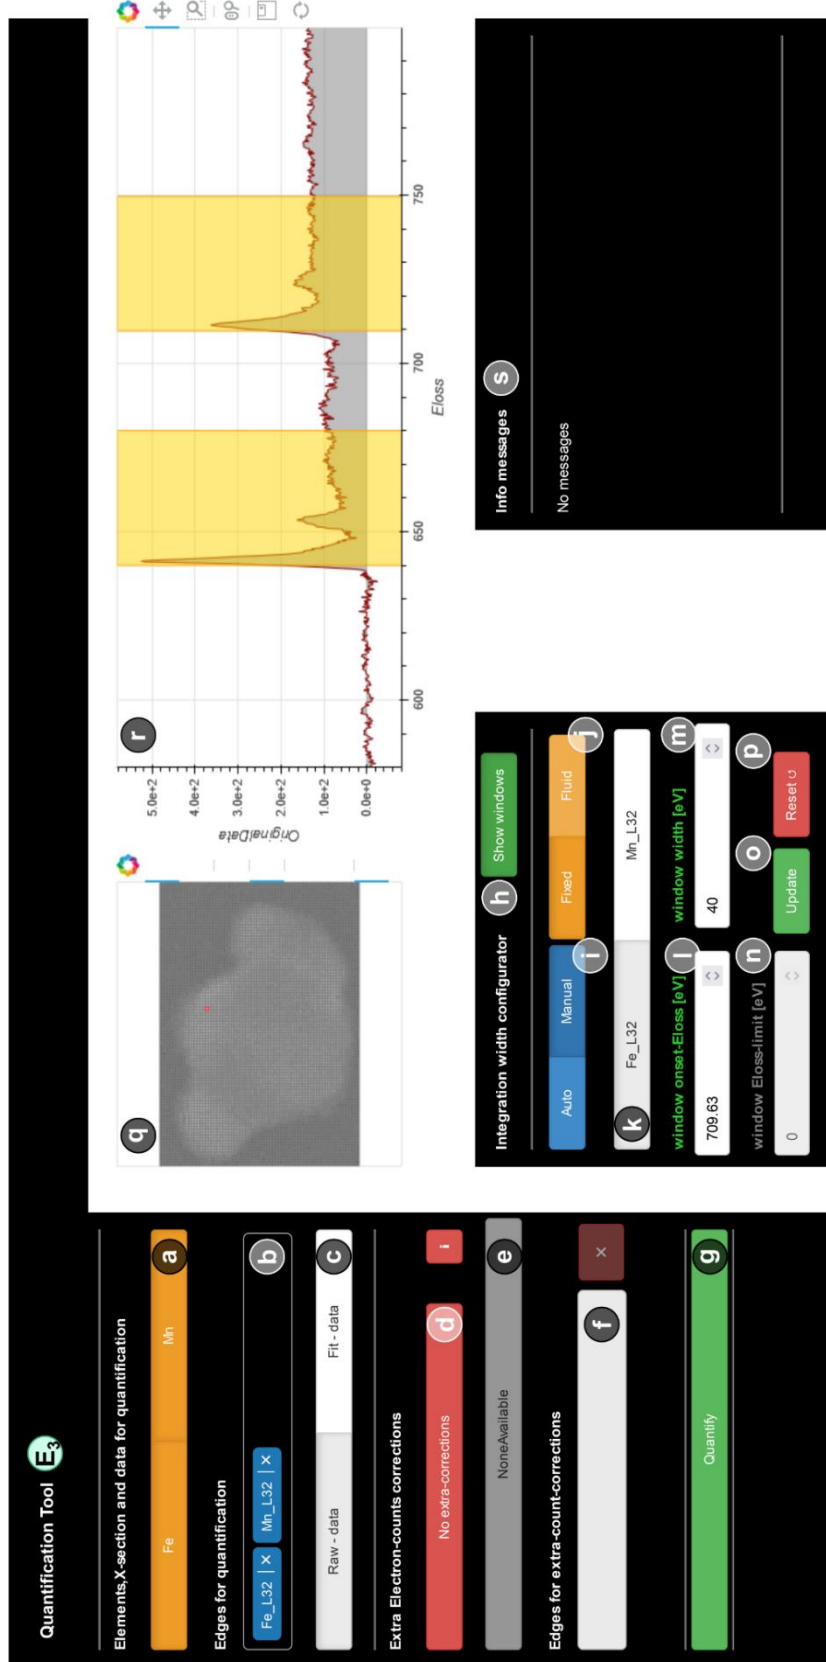 Quantification Tool E3
Elements,X-section and data for quantification
Fe Mn a
Edges for quantification
Fe_L32 | × Mn_L32 | × b
Raw - data Fit - data c
Extra Electron-counts corrections
No extra-corrections d i
NoneAvailable e
Edges for extra-count-corrections
f ×
Quantify g
q
r
OriginalData
5.0e+2
4.0e+2
3.0e+2
2.0e+2
1.0e+2
0.0e+0
600 650 700 750
Eloss
Integration width configurator h Show windows
Auto Manual i Fixed Fluid j
k Fe_L32 Mn_L32
window onset-Eloss [eV] l window width [eV] m
709.63 40
window Eloss-limit [eV] n o p
0 Update Reset ↺
Info messages s
No messages